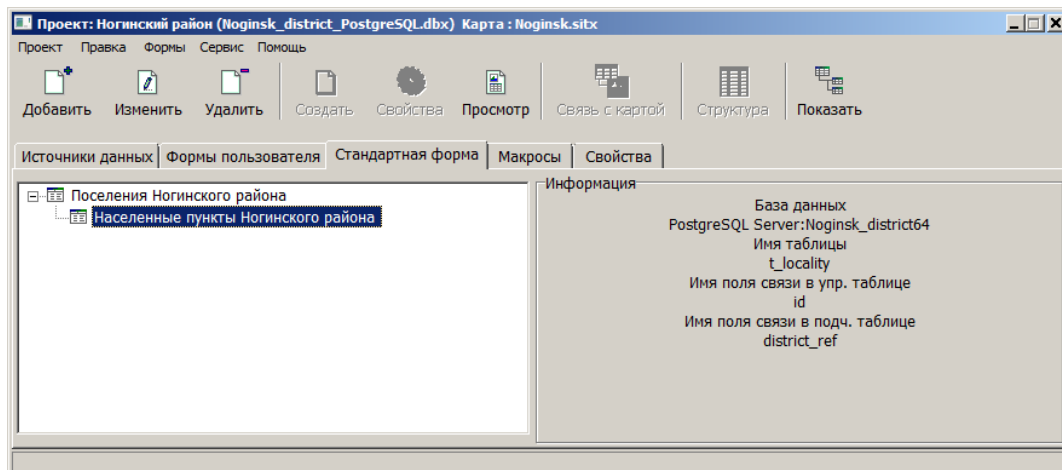 Проект: Ногинский район (Noginsk_district_PostgreSQL.dbx) Карта : Noginsk.sitx
Проект Правка Формы Сервис Помощь
Добавить Изменить Удалить Создать Свойства Просмотр Связь с картой Структура Показать
Источники данных Формы пользователя Стандартная форма Макросы Свойства
Поселения Ногинского района
Населенные пункты Ногинского района
Информация
База данных
PostgreSQL Server:Noginsk_district64
Имя таблицы
t_locality
Имя поля связи в упр. таблице
id
Имя поля связи в подч. таблице
district_ref